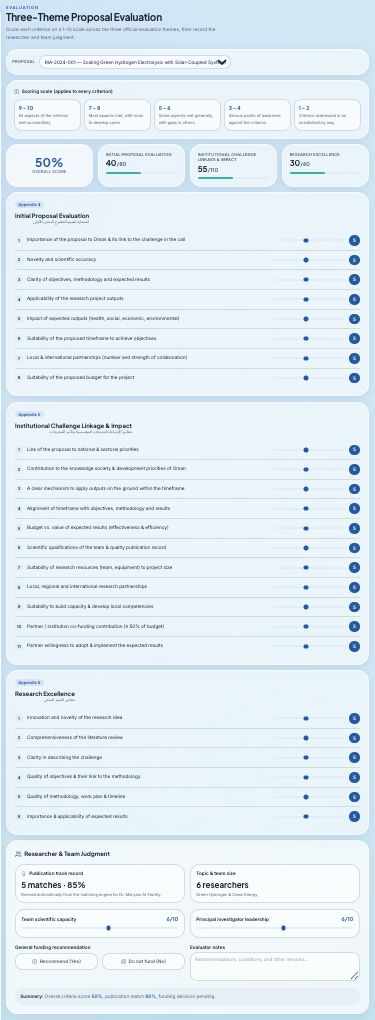 EVALUATION
Three-Theme Proposal Evaluation
Score each criterion on a 1–10 scale across the three official evaluation themes, then record the
researcher and team judgment.
PROPOSAL
RIA-2024-001 — Scaling Green Hydrogen Electrolysis with Solar-Coupled Syst
Scoring scale (applies to every criterion)
9 – 10
All aspects of the criterion
met successfully
7 – 8
Most aspects met, with room
to develop some
5 – 6
Some aspects met generally,
with gaps in others
3 – 4
Serious points of weakness
against the criterion
1 – 2
Criterion addressed in an
unsatisfactory way
50%
OVERALL SCORE
INITIAL PROPOSAL EVALUATION
40/80
INSTITUTIONAL CHALLENGE
LINKAGE & IMPACT
55/110
RESEARCH EXCELLENCE
30/60
Appendix 4
Initial Proposal Evaluation
1 Importance of the proposal to Oman & its link to the challenge in the call 5
2 Novelty and scientific accuracy 5
3 Clarity of objectives, methodology and expected results 5
4 Applicability of the research project outputs 5
5 Impact of expected outputs (health, social, economic, environmental) 5
6 Suitability of the proposed timeframe to achieve objectives 5
7 Local & international partnerships (number and strength of collaboration) 5
8 Suitability of the proposed budget for the project 5
Appendix 5
Institutional Challenge Linkage & Impact
1 Link of the proposal to national & sectoral priorities 5
2 Contribution to the knowledge society & development priorities of Oman 5
3 A clear mechanism to apply outputs on the ground within the timeframe 5
4 Alignment of timeframe with objectives, methodology and results 5
5 Budget vs. value of expected results (effectiveness & efficiency) 5
6 Scientific qualifications of the team & quality publication record 5
7 Suitability of research resources (team, equipment) to project size 5
8 Local, regional and international research partnerships 5
9 Suitability to build capacity & develop local competencies 5
10 Partner / institution co-funding contribution (≥ 50% of budget) 5
11 Partner willingness to adopt & implement the expected results 5
Appendix 6
Research Excellence
1 Innovation and novelty of the research idea 5
2 Comprehensiveness of the literature review 5
3 Clarity in describing the challenge 5
4 Quality of objectives & their link to the methodology 5
5 Quality of methodology, work plan & timeline 5
6 Importance & applicability of expected results 5
Researcher & Team Judgment
Publication track record
5 matches · 85%
Derived automatically from the matching engine for Dr. Maryam Al-Harthy.
Topic & team size
6 researchers
Green Hydrogen & Clean Energy
Team scientific capacity 6/10
Principal investigator leadership 6/10
General funding recommendation
Recommend (Yes)
Do not fund (No)
Evaluator notes
Recommendations, conditions, and other remarks…
Summary: Overall criteria score 50%, publication match 85%, funding decision pending.